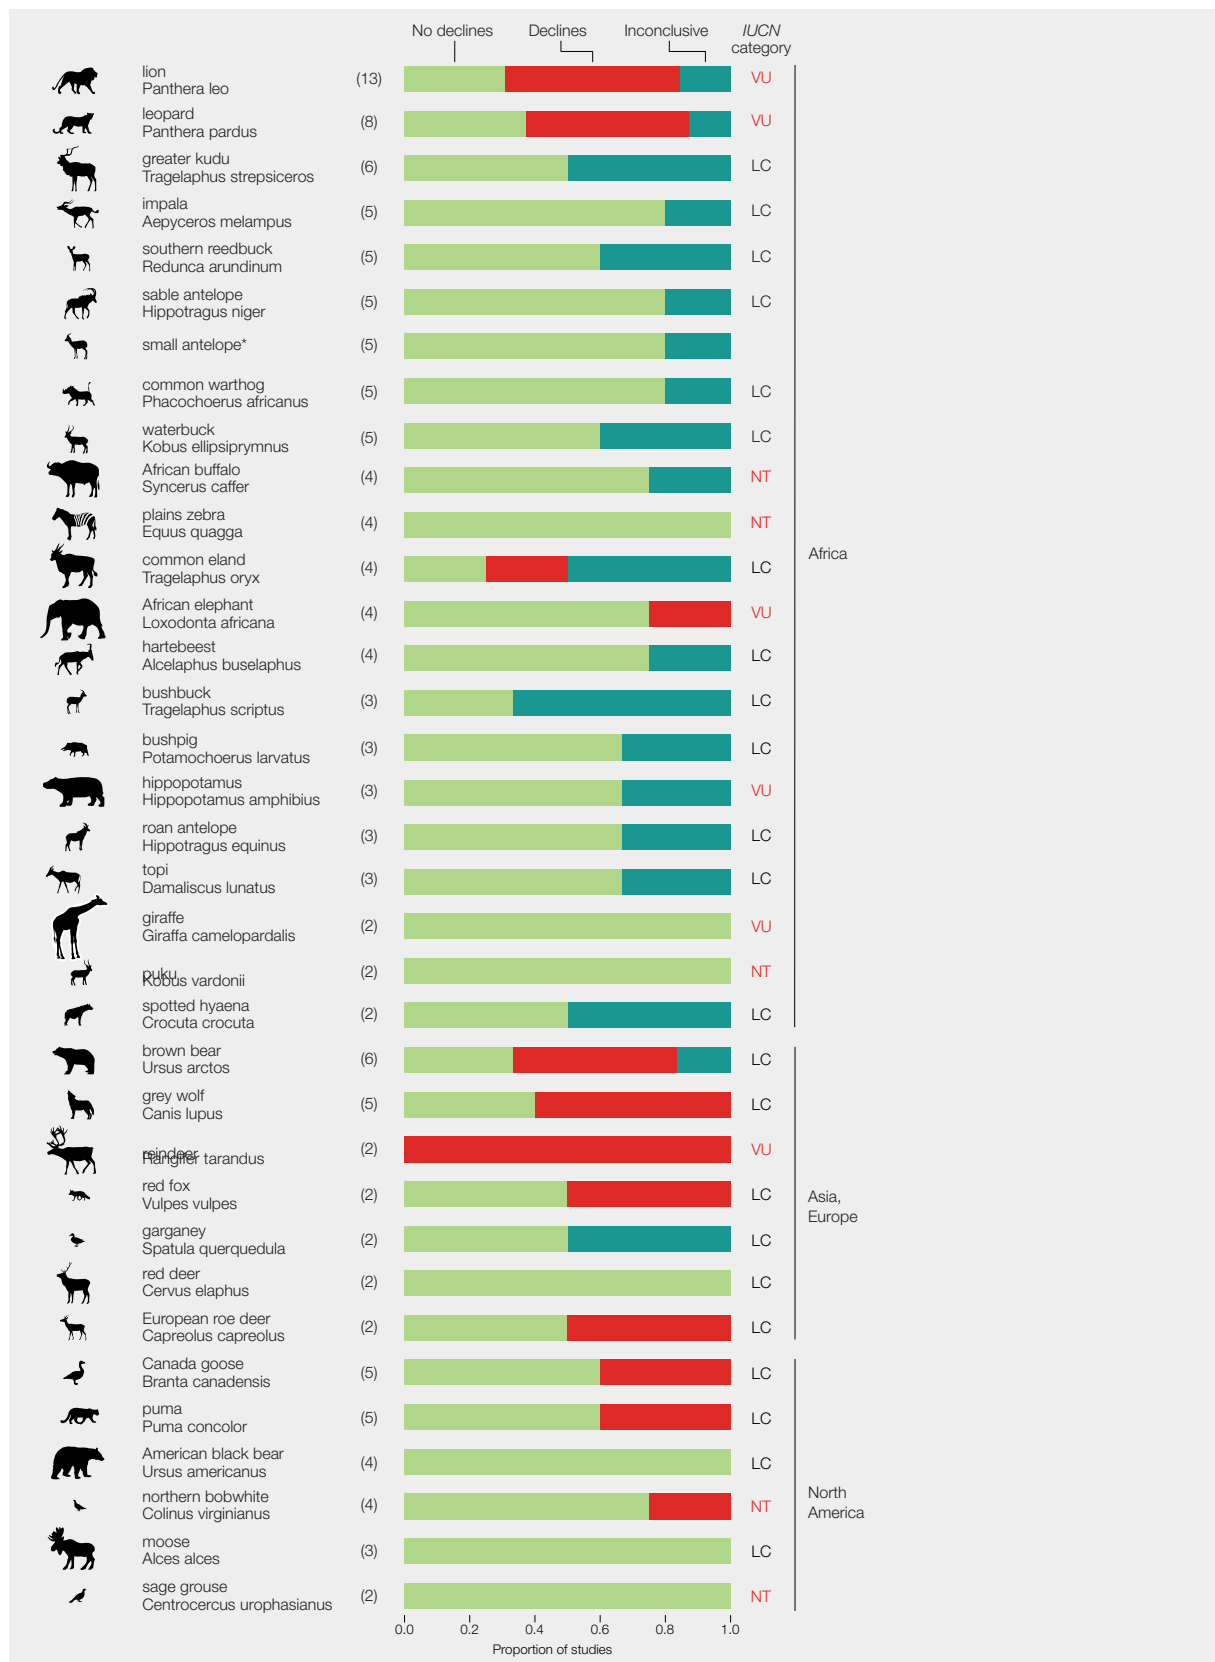 No declines Declines Inconclusive IUCN
category
lion
Panthera leo (13) VU
leopard
Panthera pardus (8) VU
greater kudu
Tragelaphus strepsiceros (6) LC
impala
Aepyceros melampus (5) LC
southern reedbuck
Redunca arundinum (5) LC
sable antelope
Hippotragus niger (5) LC
small antelope* (5)
common warthog
Phacochoerus africanus (5) LC
waterbuck
Kobus ellipsiprymnus (5) LC
African buffalo
Syncerus caffer (4) NT
plains zebra
Equus quagga (4) NT
common eland
Tragelaphus oryx (4) LC
Africa
African elephant
Loxodonta africana (4) VU
hartebeest
Alcelaphus buselaphus (4) LC
bushbuck
Tragelaphus scriptus (3) LC
bushpig
Potamochoerus larvatus (3) LC
hippopotamus
Hippopotamus amphibius (3) VU
roan antelope
Hippotragus equinus (3) LC
topi
Damaliscus lunatus (3) LC
giraffe
Giraffa camelopardalis (2) VU
puku
Kobus vardonii (2) NT
spotted hyaena
Crocuta crocuta (2) LC
brown bear
Ursus arctos (6) LC
grey wolf
Canis lupus (5) LC
reindeer
Rangifer tarandus (2) VU
red fox
Vulpes vulpes (2) LC
Asia,
Europe
garganey
Spatula querquedula (2) LC
red deer
Cervus elaphus (2) LC
European roe deer
Capreolus capreolus (2) LC
Canada goose
Branta canadensis (5) LC
puma
Puma concolor (5) LC
American black bear
Ursus americanus (4) LC
northern bobwhite
Colinus virginianus (4) NT
North
America
moose
Alces alces (3) LC
sage grouse
Centrocercus urophasianus (2) NT
0.0 0.2 0.4 0.6 0.8 1.0
Proportion of studies